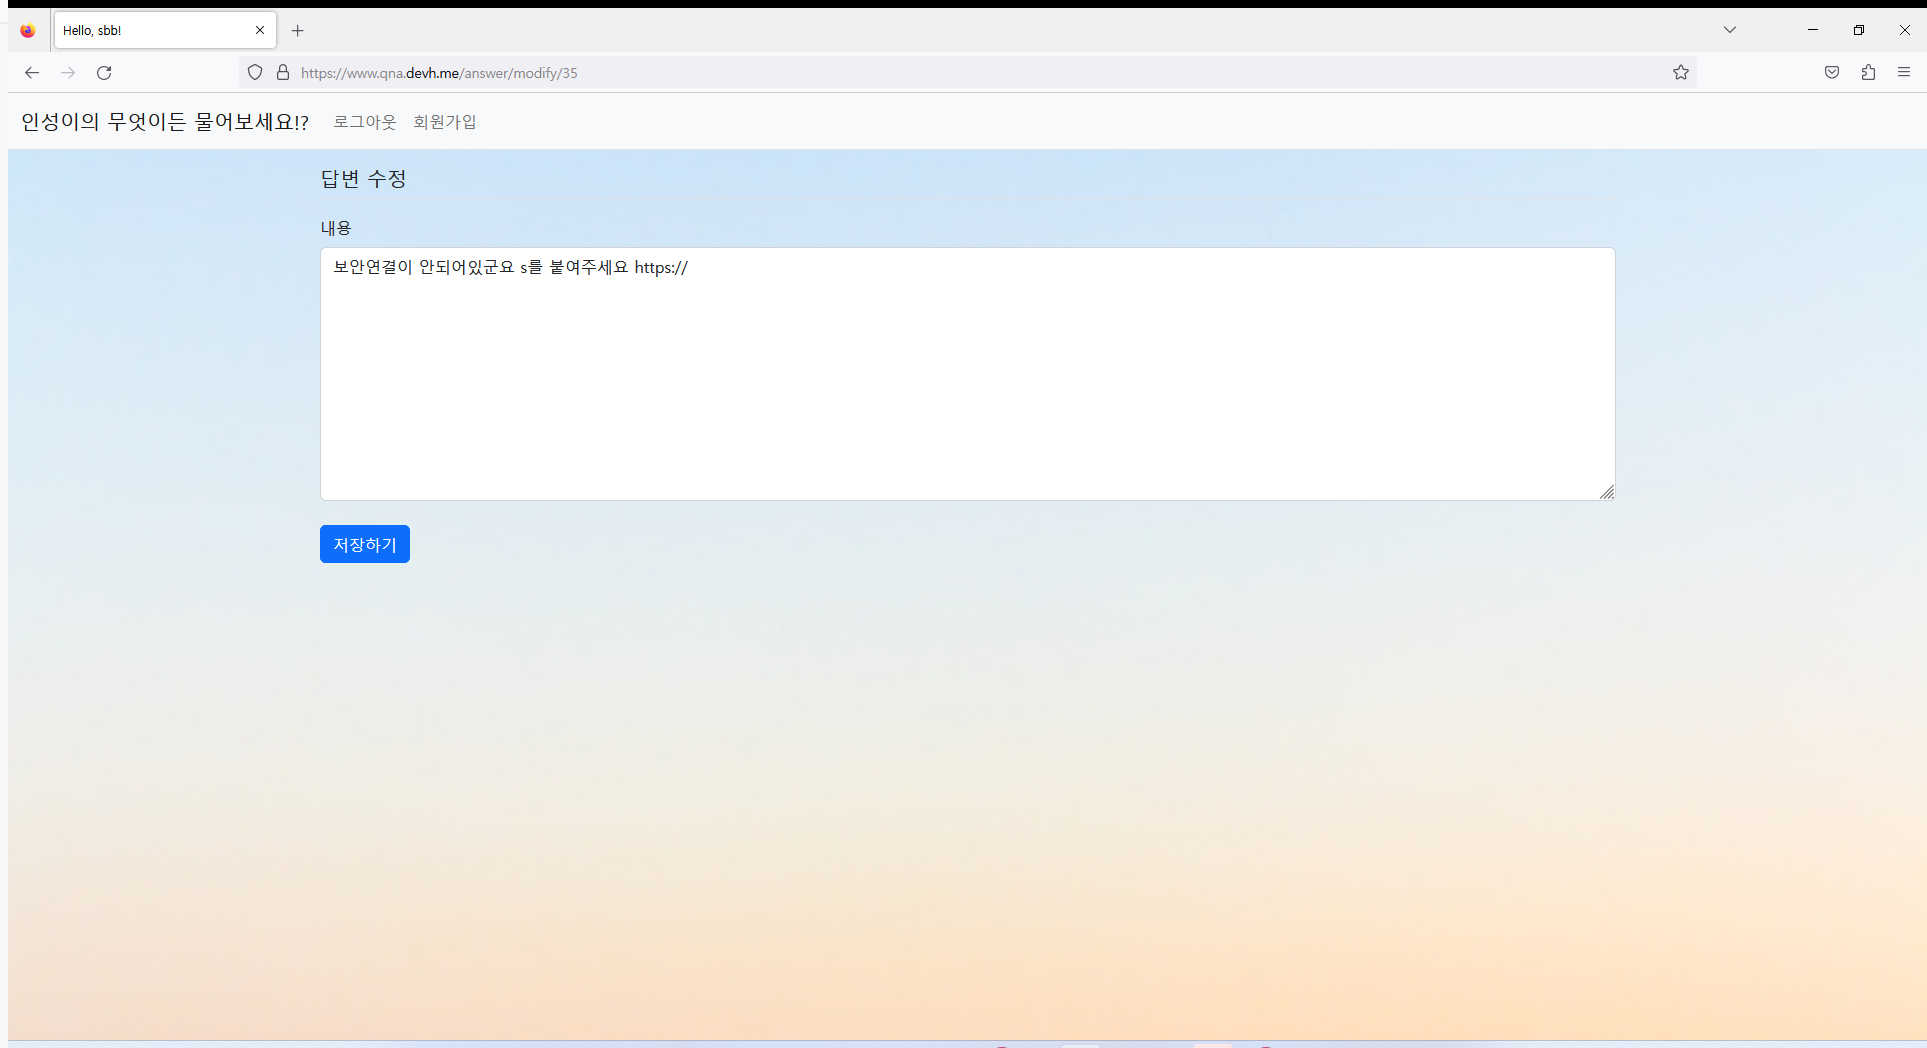 Hello, sbb!
https://www.qna.devh.me/answer/modify/35
인성이의 무엇이든 물어보세요!? 로그아웃 회원가입
답변 수정
내용
보안연결이 안되어있군요 s를 붙여주세요 https://
저장하기